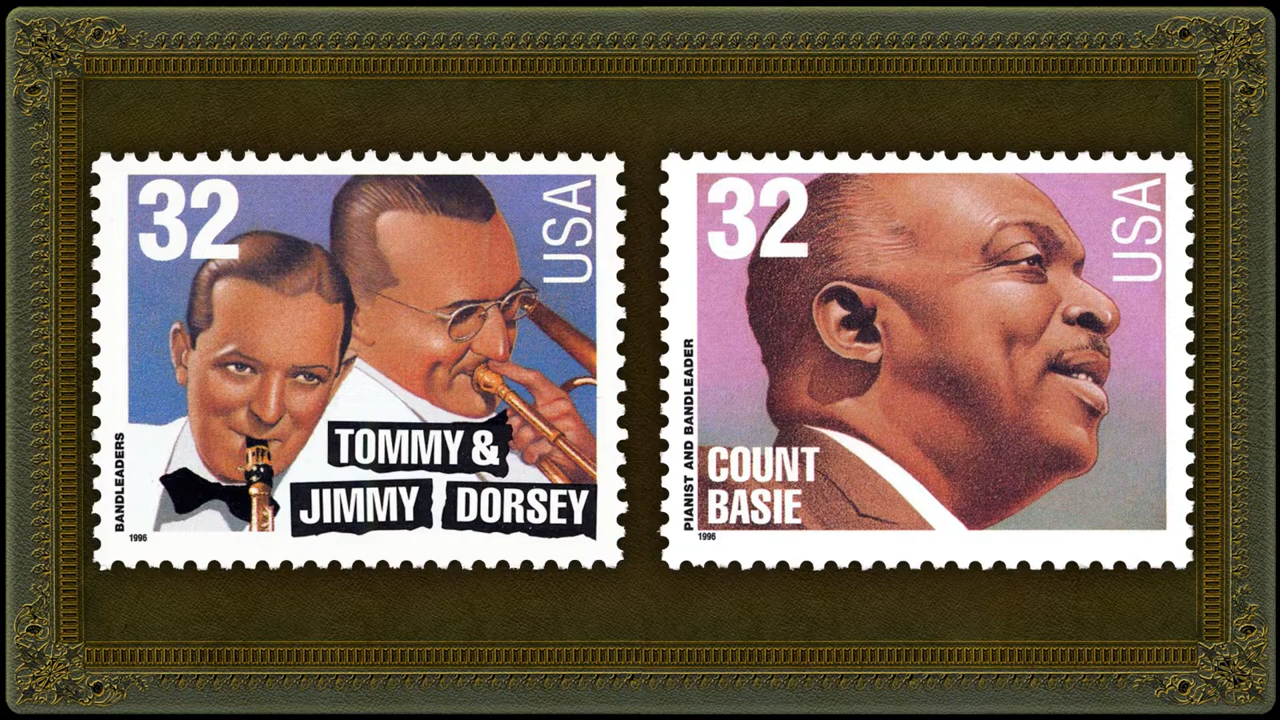 32
USA
BANDLEADERS
TOMMY &
JIMMY DORSEY
1996
32
USA
PIANIST AND BANDLEADER
COUNT
BASIE
1996